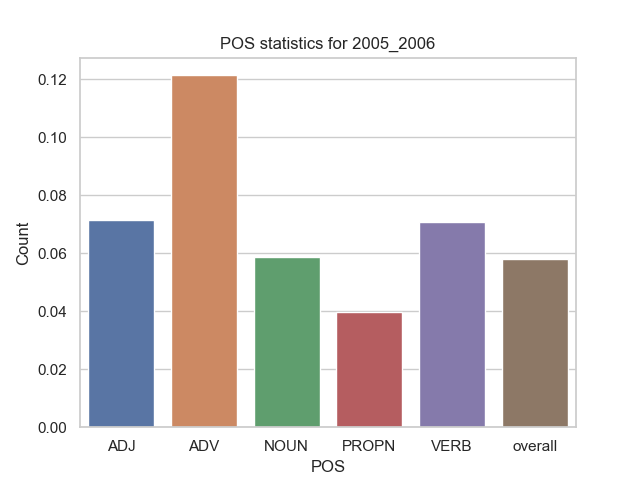 POS statistics for 2005_2006
0.12
0.10
0.08
0.06
0.04
0.02
0.00
Count
ADJ ADV NOUN PROPN VERB overall
POS